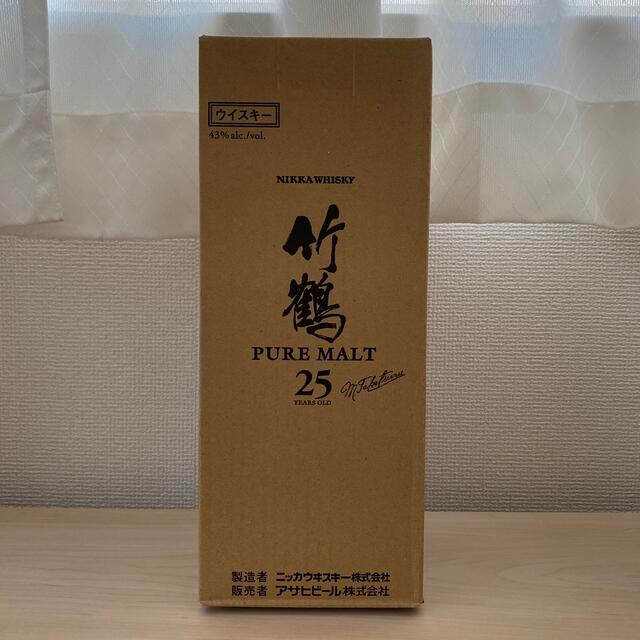 ウイスキー
43% alc./vol.
NIKKA WHISKY
竹
鶴
PURE MALT
25
YEARS OLD
M. Taketsuru
製造者 ニッカウヰスキー株式会社
販売者 アサヒビール株式会社